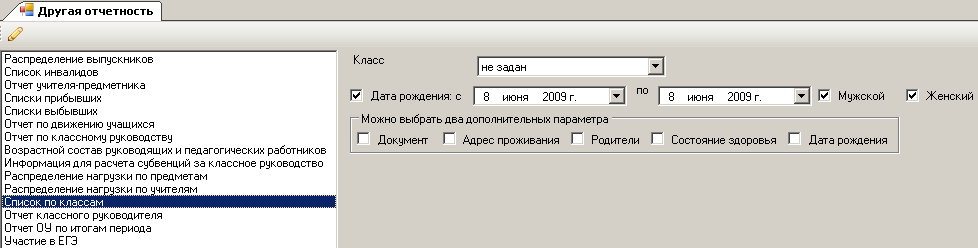 Другая отчетность
Распределение выпускников
Список инвалидов
Отчет учителя-предметника
Списки прибывших
Списки выбывших
Отчет по движению учащихся
Отчет по классному руководству
Возрастной состав руководящих и педагогических работников
Информация для расчета субвенций за классное руководство
Распределение нагрузки по предметам
Распределение нагрузки по учителям
Список по классам
Отчет классного руководителя
Отчет ОУ по итогам периода
Участие в ЕГЭ
Класс не задан
Дата рождения: с 8 июня 2009 г. по 8 июня 2009 г. Мужской Женский
Можно выбрать два дополнительных параметра
Документ Адрес проживания Родители Состояние здоровья Дата рождения